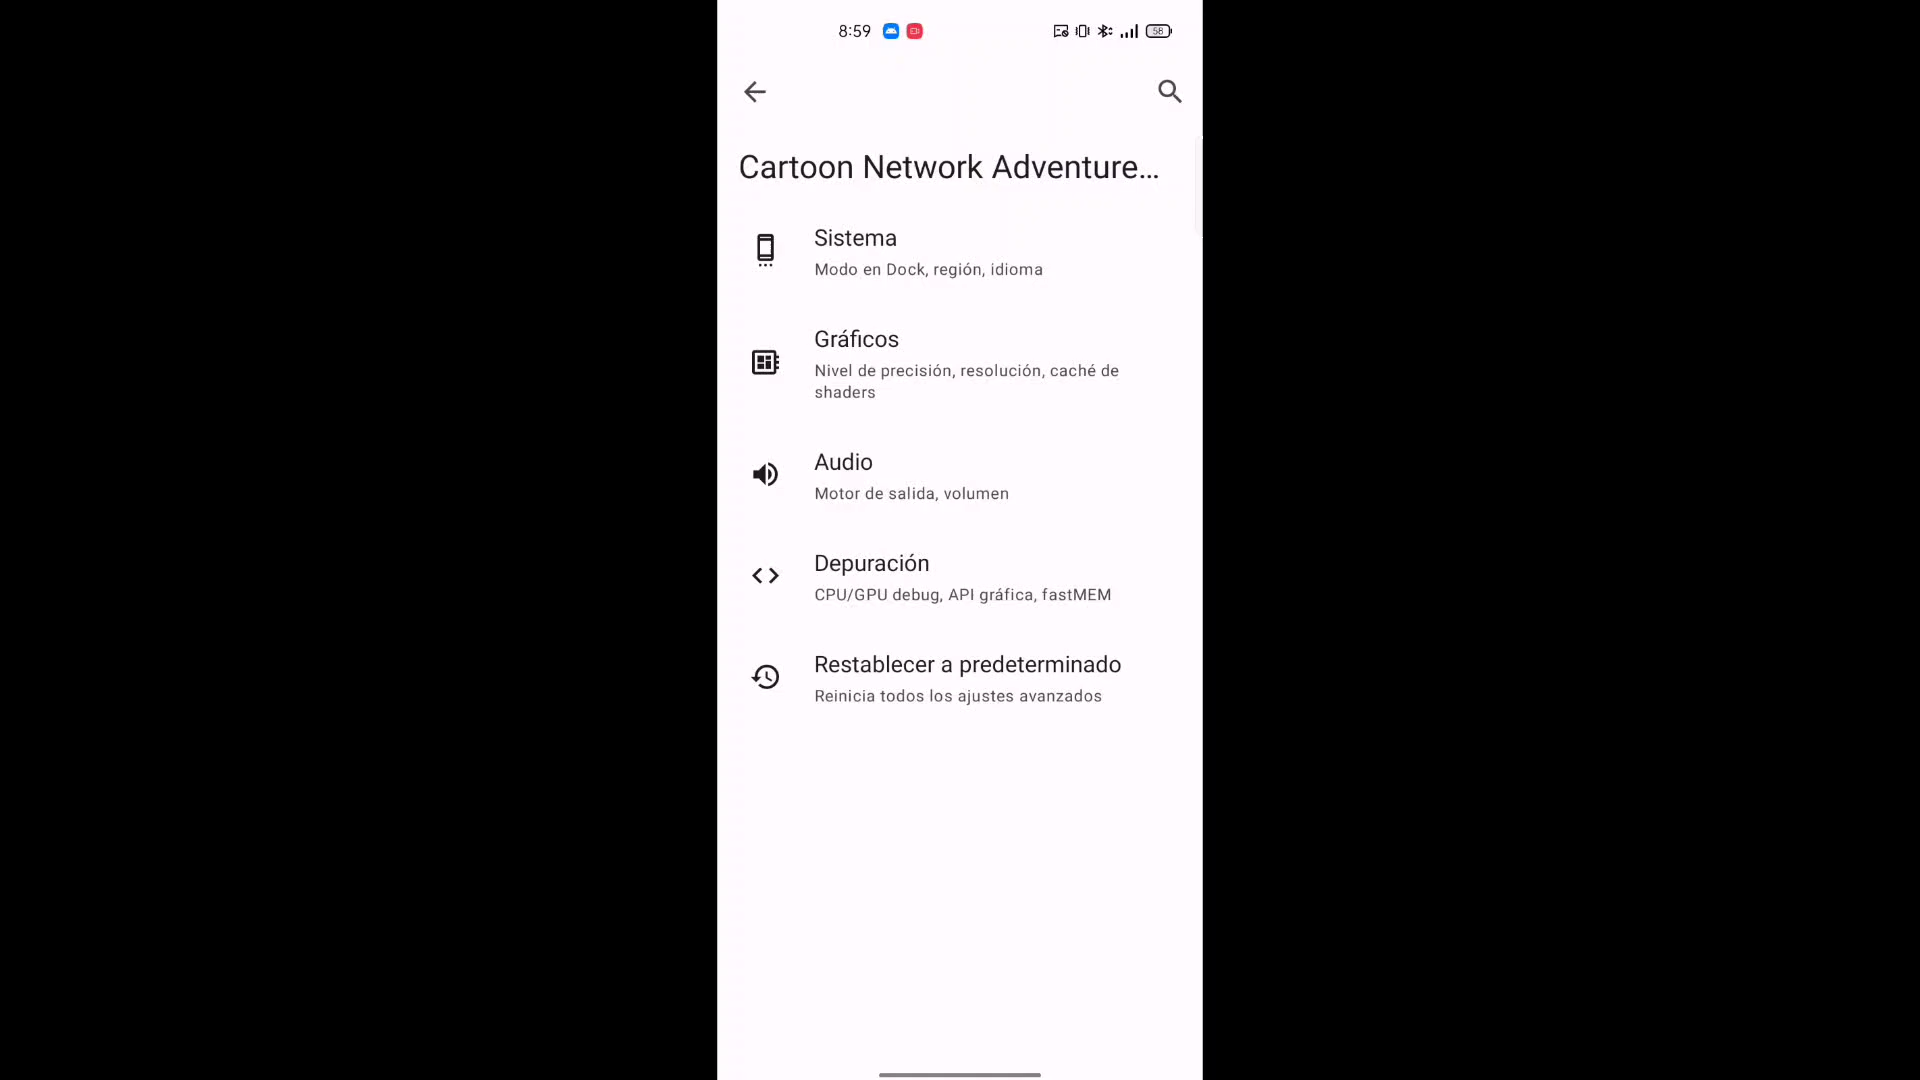 8:59
58
Cartoon Network Adventure...
Sistema
Modo en Dock, región, idioma
Gráficos
Nivel de precisión, resolución, caché de
shaders
Audio
Motor de salida, volumen
Depuración
CPU/GPU debug, API gráfica, fastMEM
Restablecer a predeterminado
Reinicia todos los ajustes avanzados